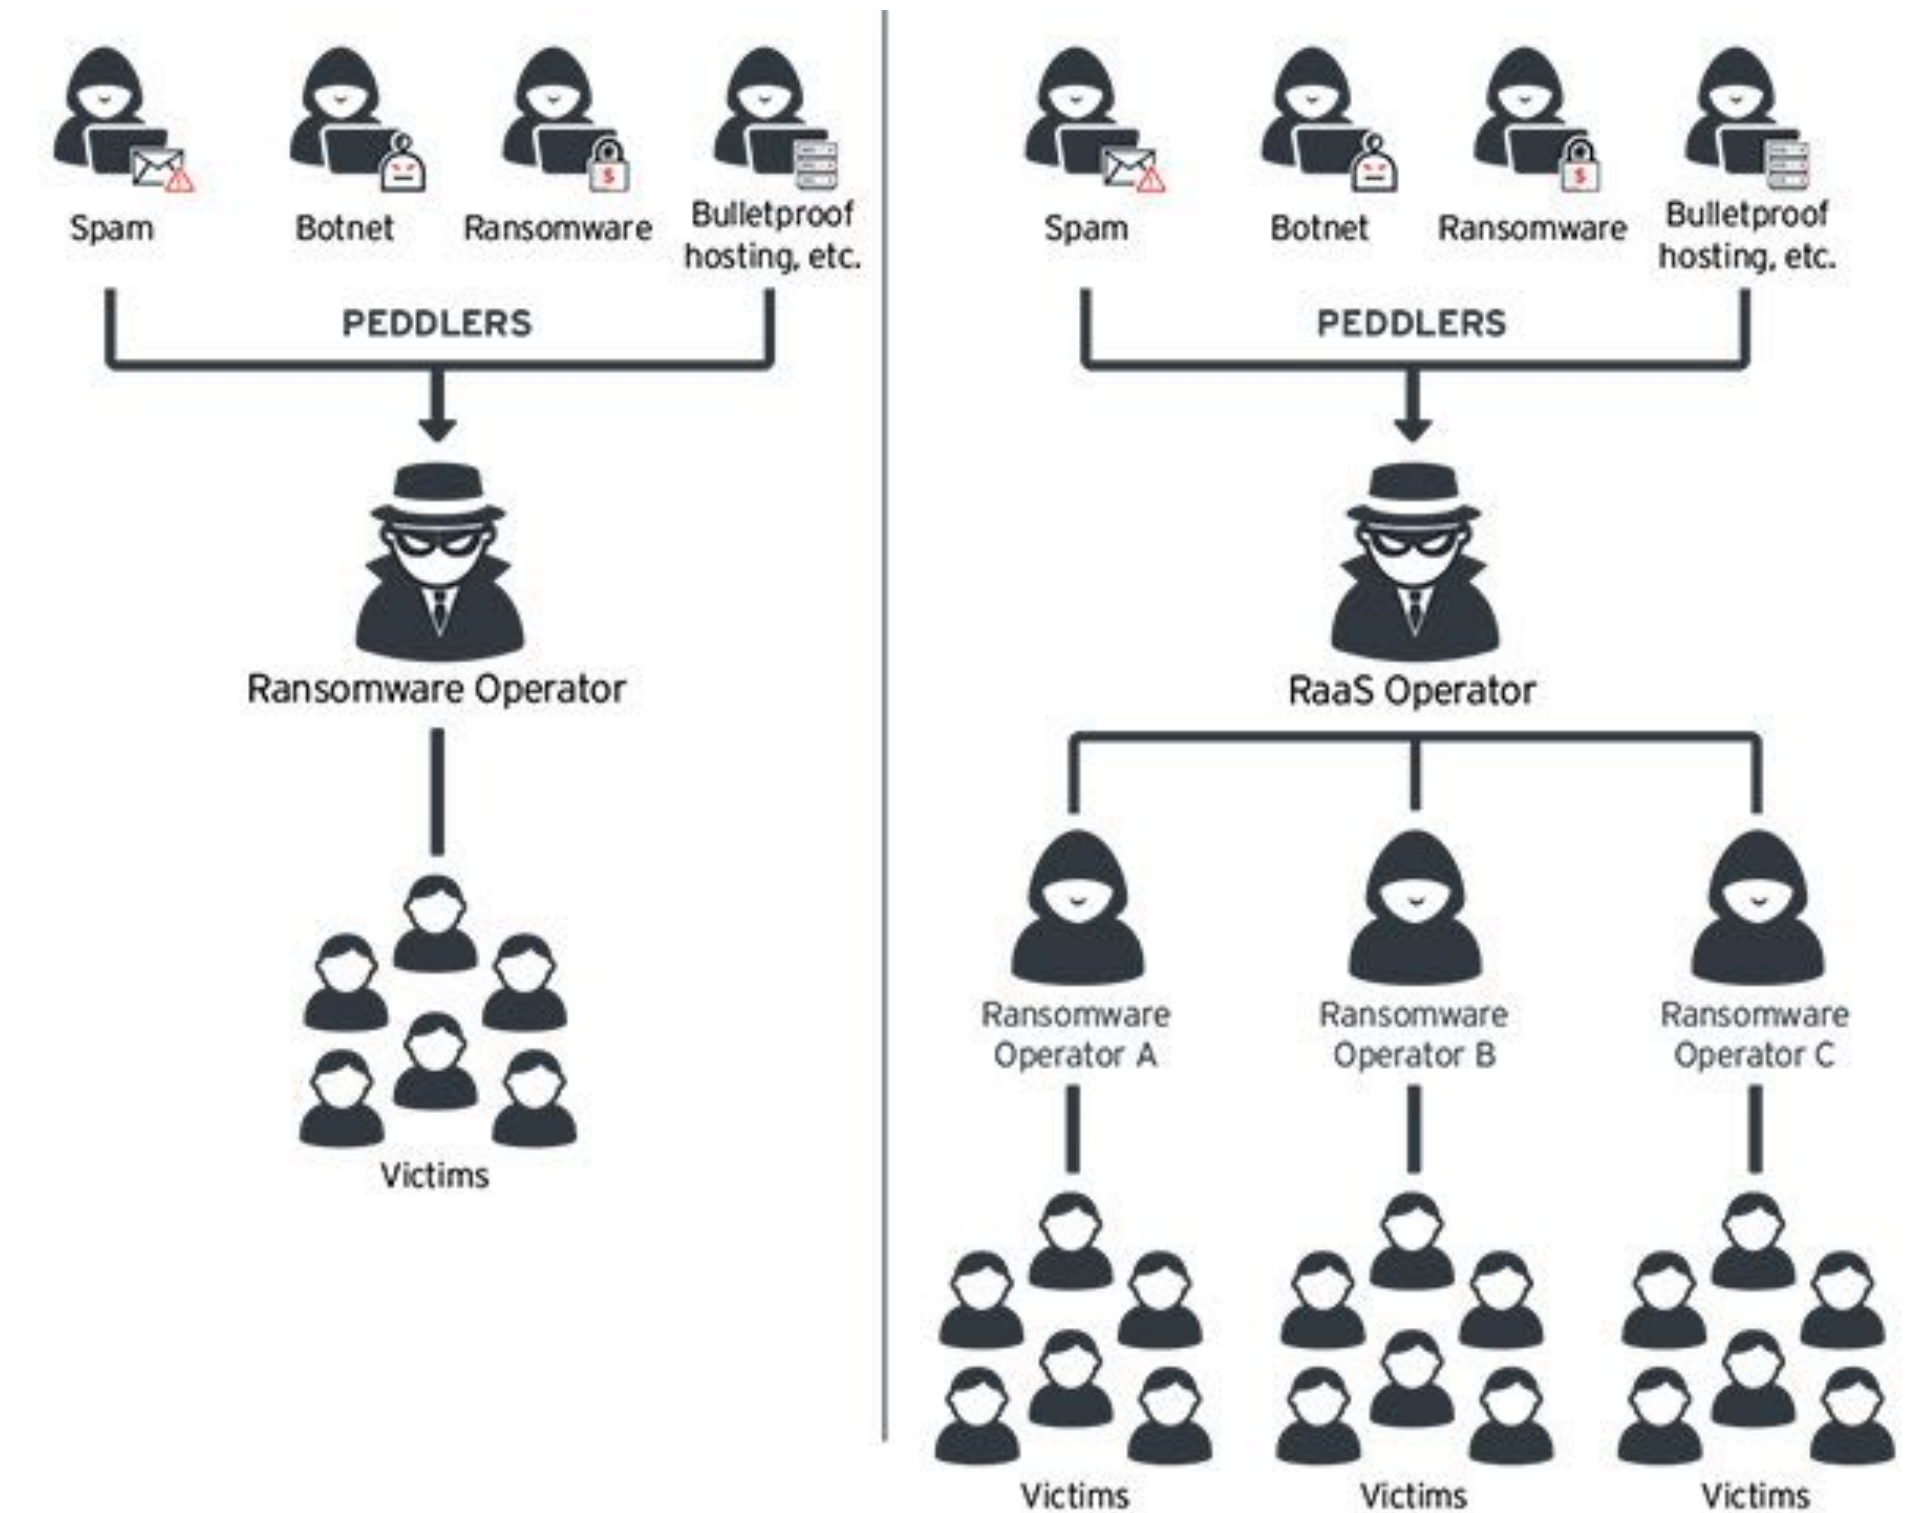 Spam
Botnet
Ransomware
Bulletproof
hosting, etc.
PEDDLERS
Ransomware Operator
Victims
Spam
Botnet
Ransomware
Bulletproof
hosting, etc.
PEDDLERS
RaaS Operator
Ransomware
Operator A
Ransomware
Operator B
Ransomware
Operator C
Victims
Victims
Victims